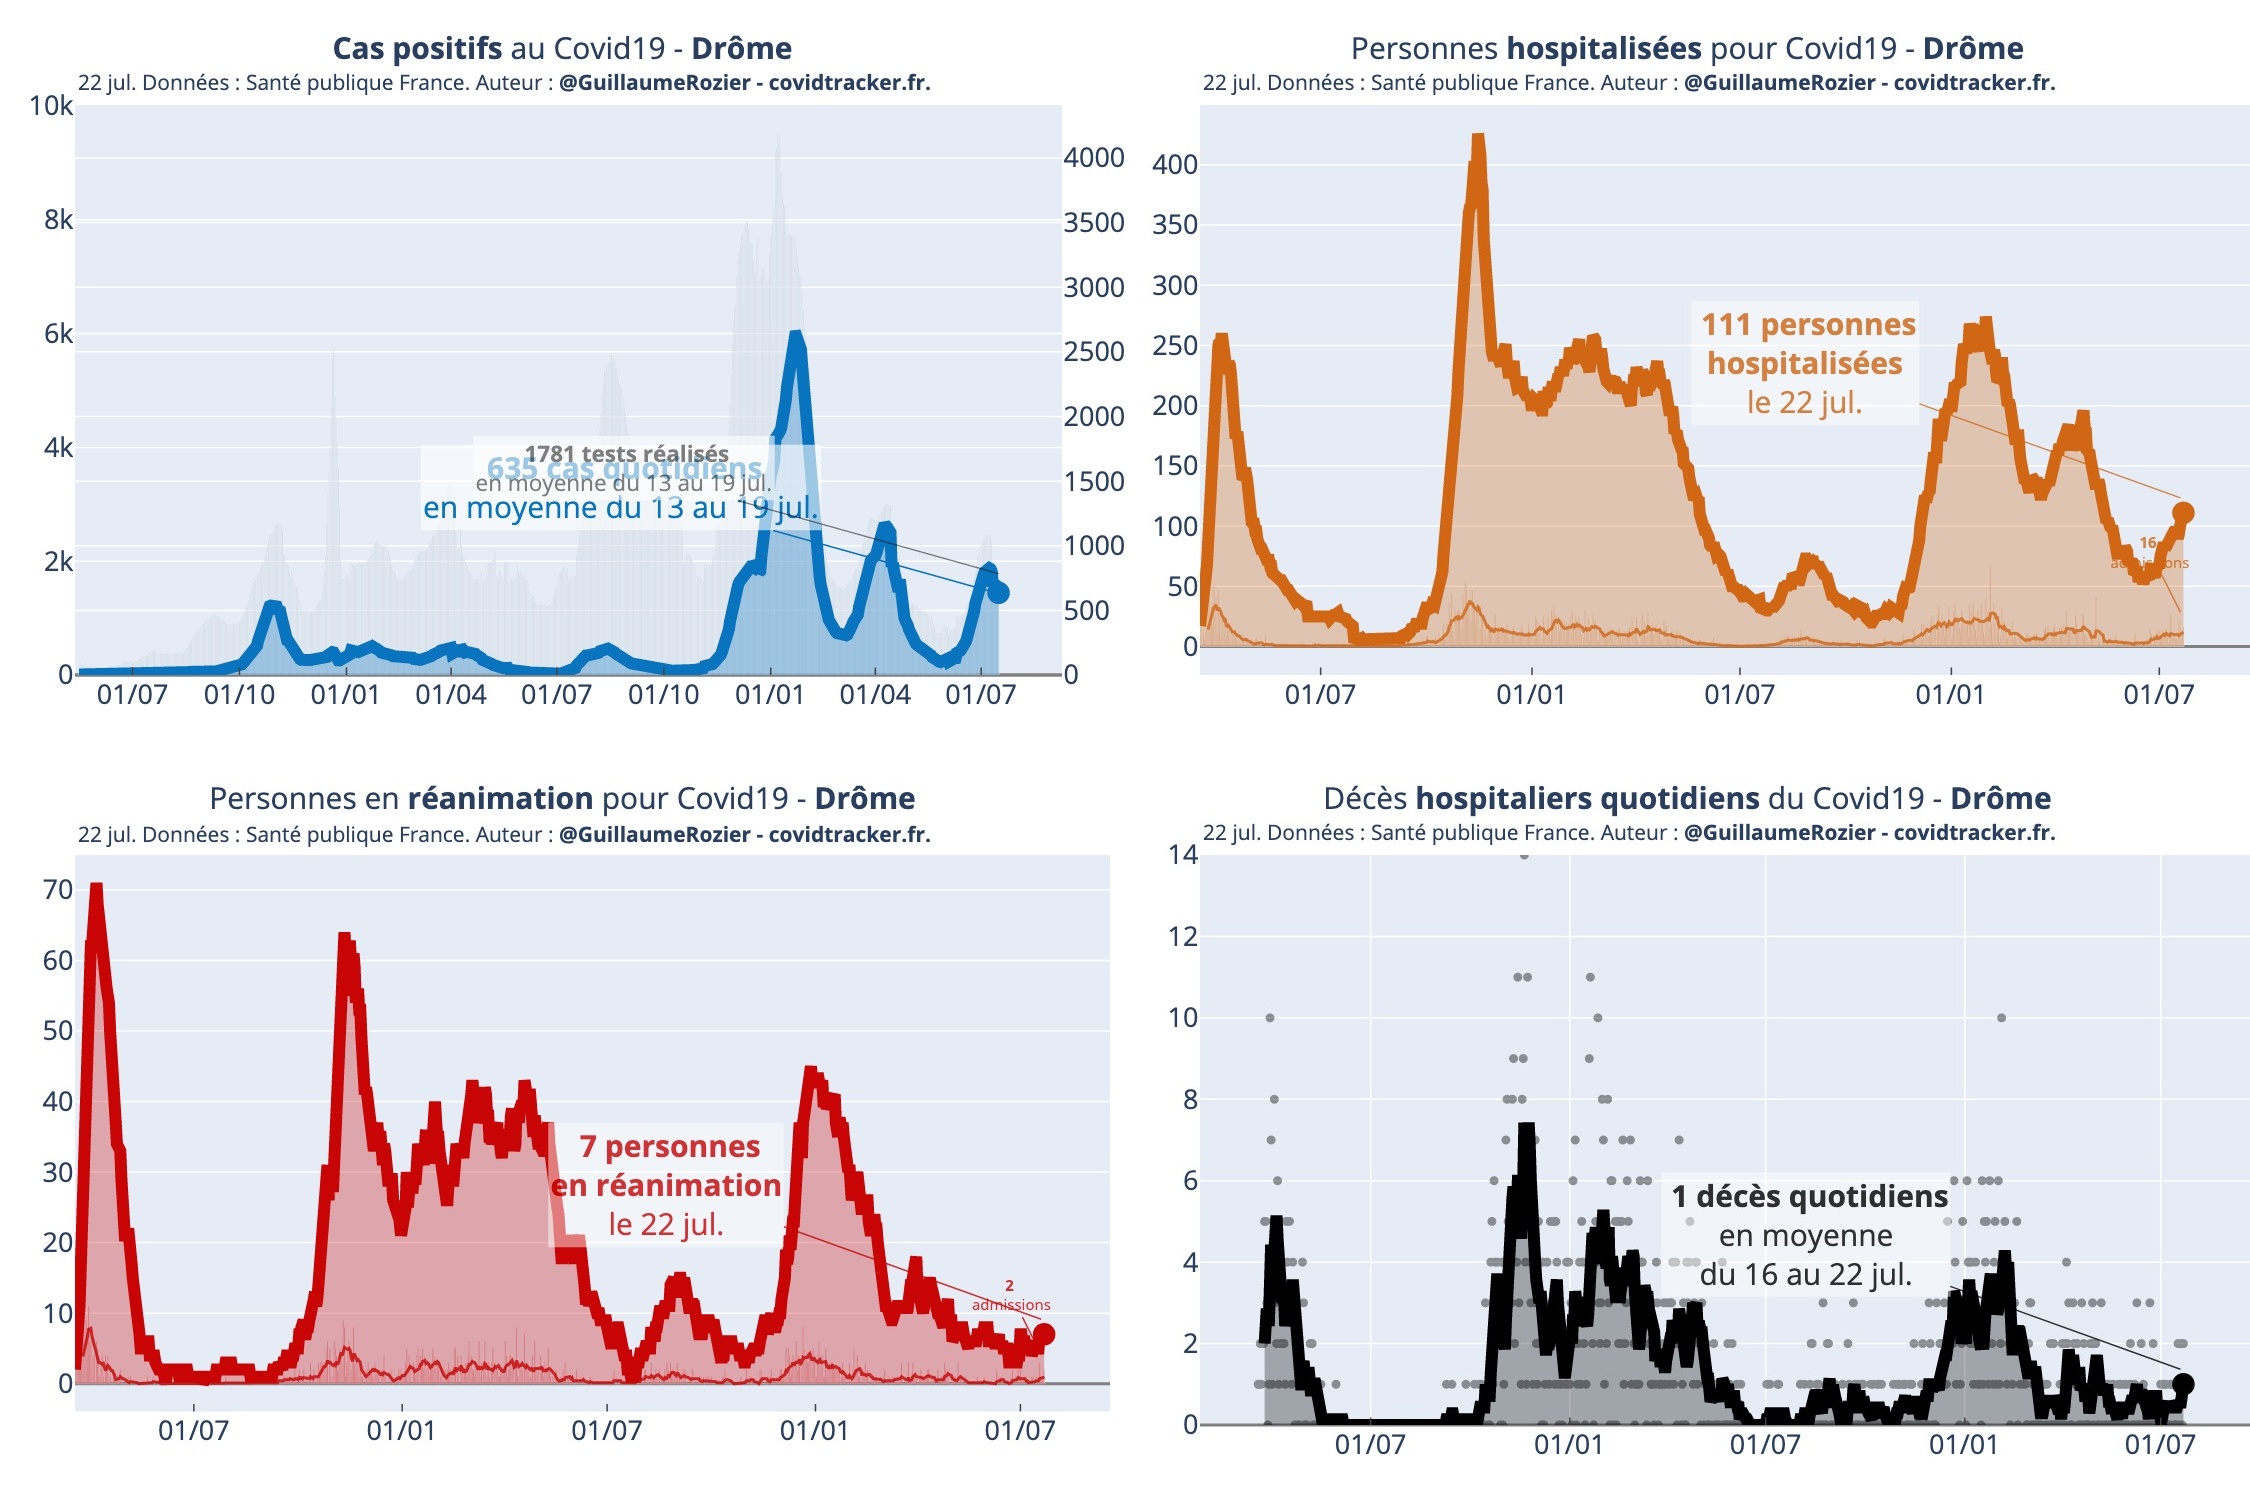 Cas positifs au Covid19 - Drôme
22 jul. Données : Santé publique France. Auteur : @GuillaumeRozier - covidtracker.fr.
10k
8k
6k
4k
2k
0
4000
3500
3000
2500
2000
1500
1000
500
0
1781 tests réalisés
en moyenne du 13 au 19 jul.
635 cas quotidiens
en moyenne du 13 au 19 jul.
01/07 01/10 01/01 01/04 01/07 01/10 01/01 01/04 01/07
Personnes hospitalisées pour Covid19 - Drôme
22 jul. Données : Santé publique France. Auteur : @GuillaumeRozier - covidtracker.fr.
400
350
300
250
200
150
100
50
0
111 personnes
hospitalisées
le 22 jul.
16
admissions
01/07 01/01 01/07 01/01 01/07
Personnes en réanimation pour Covid19 - Drôme
22 jul. Données : Santé publique France. Auteur : @GuillaumeRozier - covidtracker.fr.
70
60
50
40
30
20
10
0
7 personnes
en réanimation
le 22 jul.
2
admissions
01/07 01/01 01/07 01/01 01/07
Décès hospitaliers quotidiens du Covid19 - Drôme
22 jul. Données : Santé publique France. Auteur : @GuillaumeRozier - covidtracker.fr.
14
12
10
8
6
4
2
0
1 décès quotidiens
en moyenne
du 16 au 22 jul.
01/07 01/01 01/07 01/01 01/07